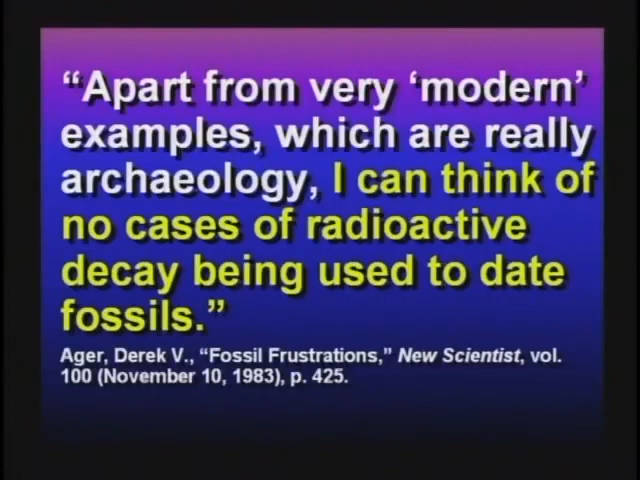 “Apart from very ‘modern’
examples, which are really
archaeology, I can think of
no cases of radioactive
decay being used to date
fossils.”
Ager, Derek V., “Fossil Frustrations,” New Scientist, vol.
100 (November 10, 1983), p. 425.